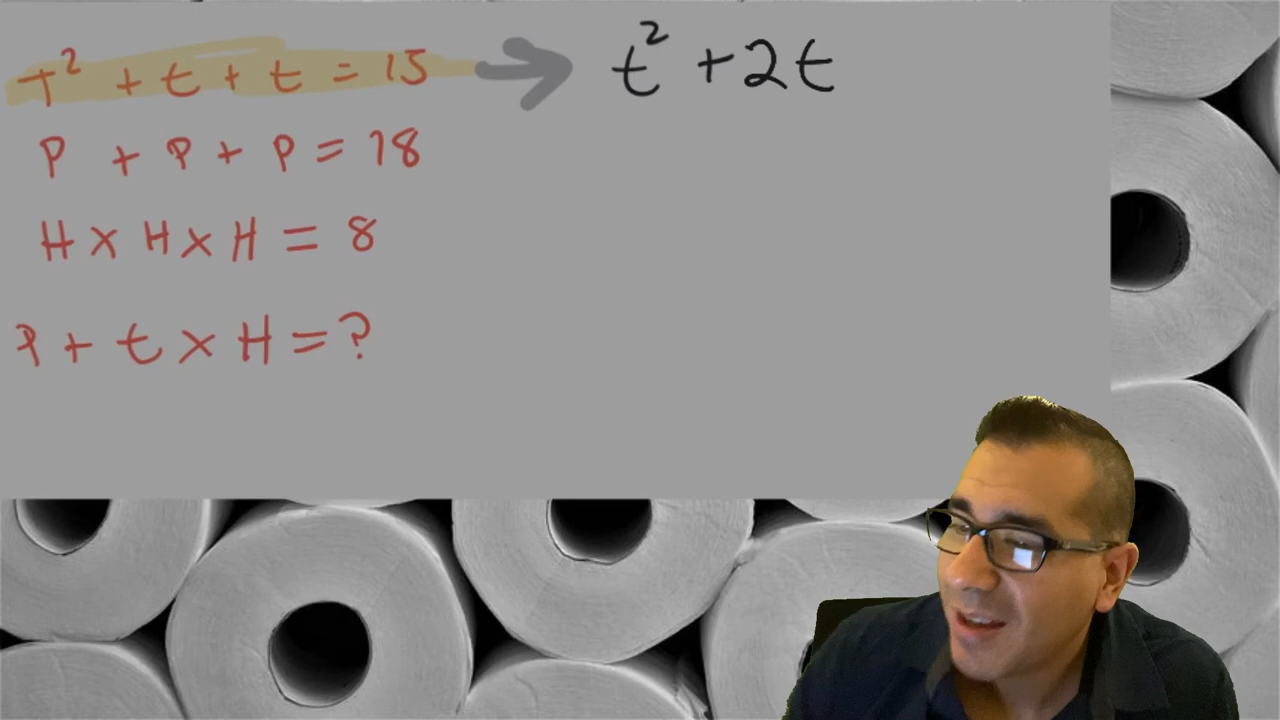 T² + t + t = 15
t² + 2t
P + P + P = 18
H x H x H = 8
P + t x H = ?